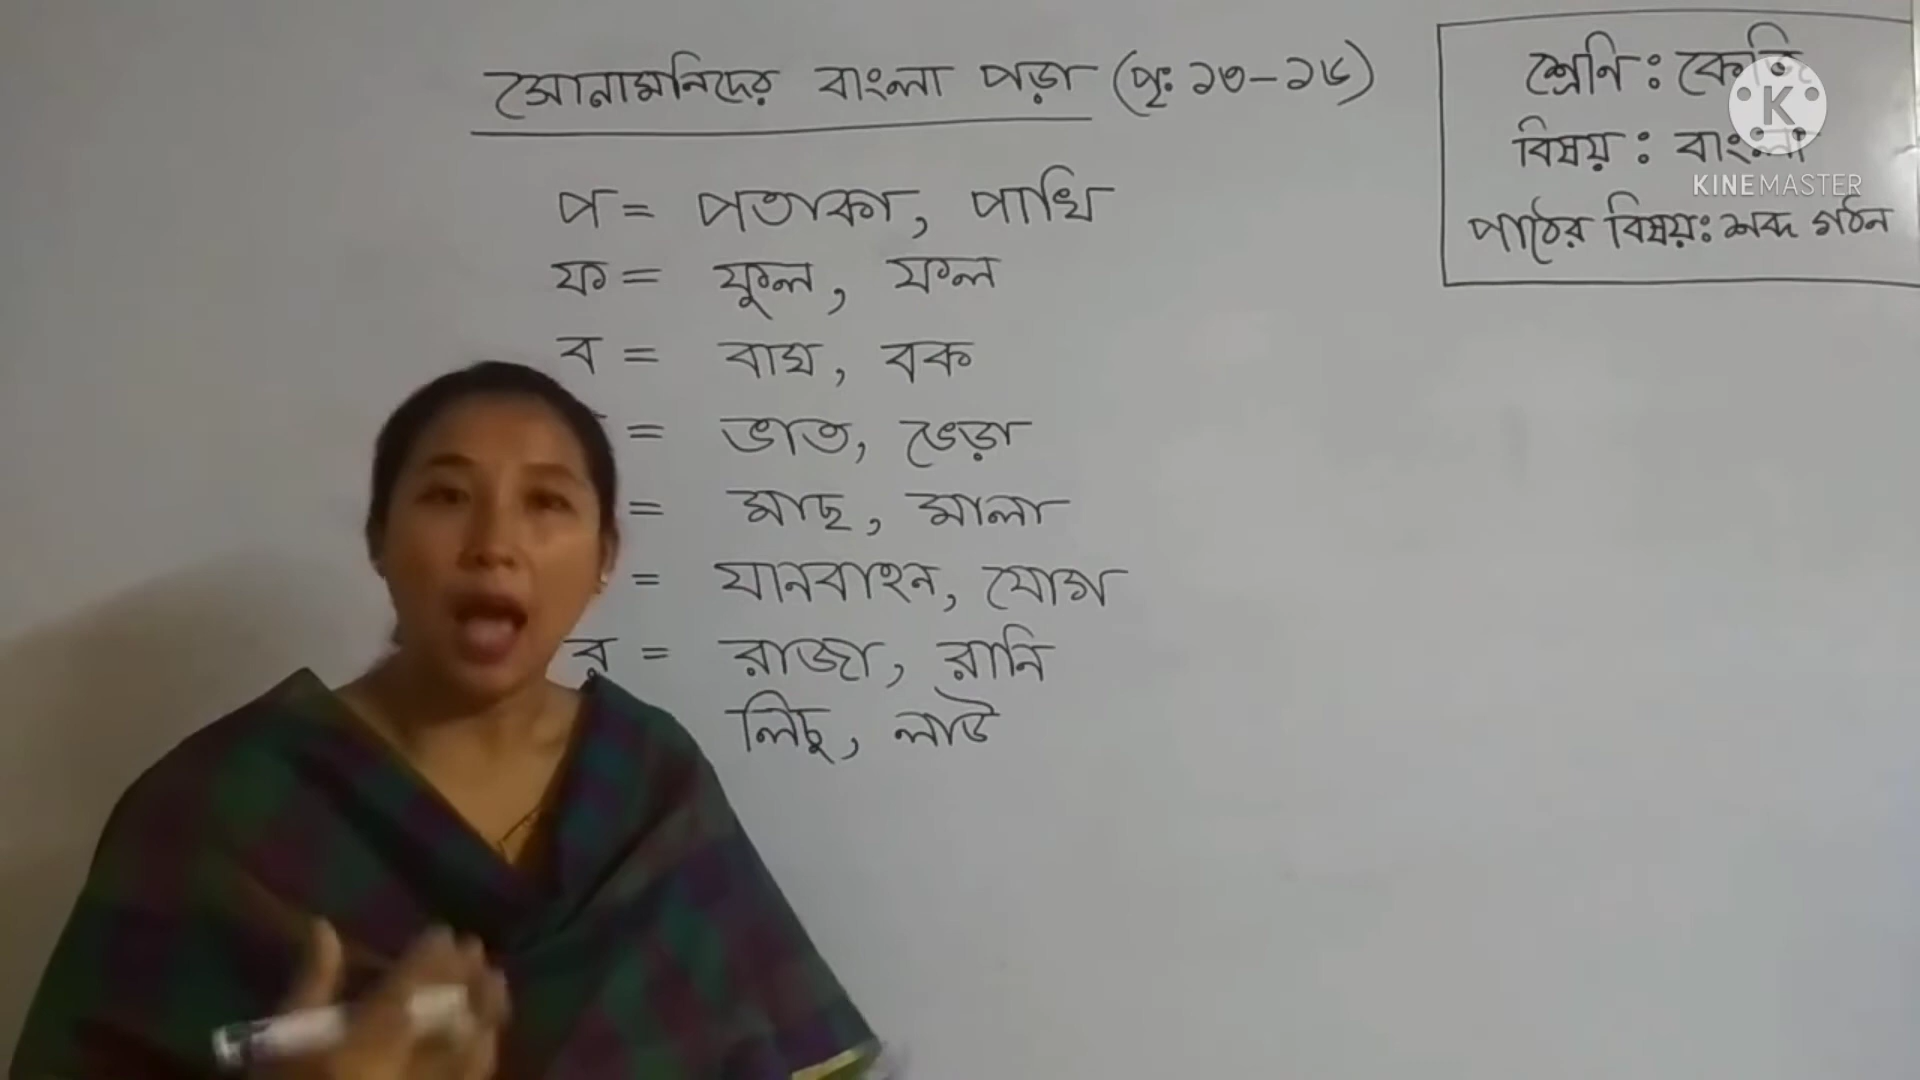 সোনামনিদের বাংলা পড়া (পৃঃ ১৩-১৪)
প = পতাকা, পাখি
ফ = ফুল, ফল
ব = বাঘ, বক
= ভাত, ভেড়া
= মাছ, মালা
= যানবাহন, যোগ
র = রাজা, রানি
লিচু, লাউ
শ্রেণি :
বিষয় : বাংলা
পাঠের বিষয়ঃ শব্দ গঠন
KINEMASTER